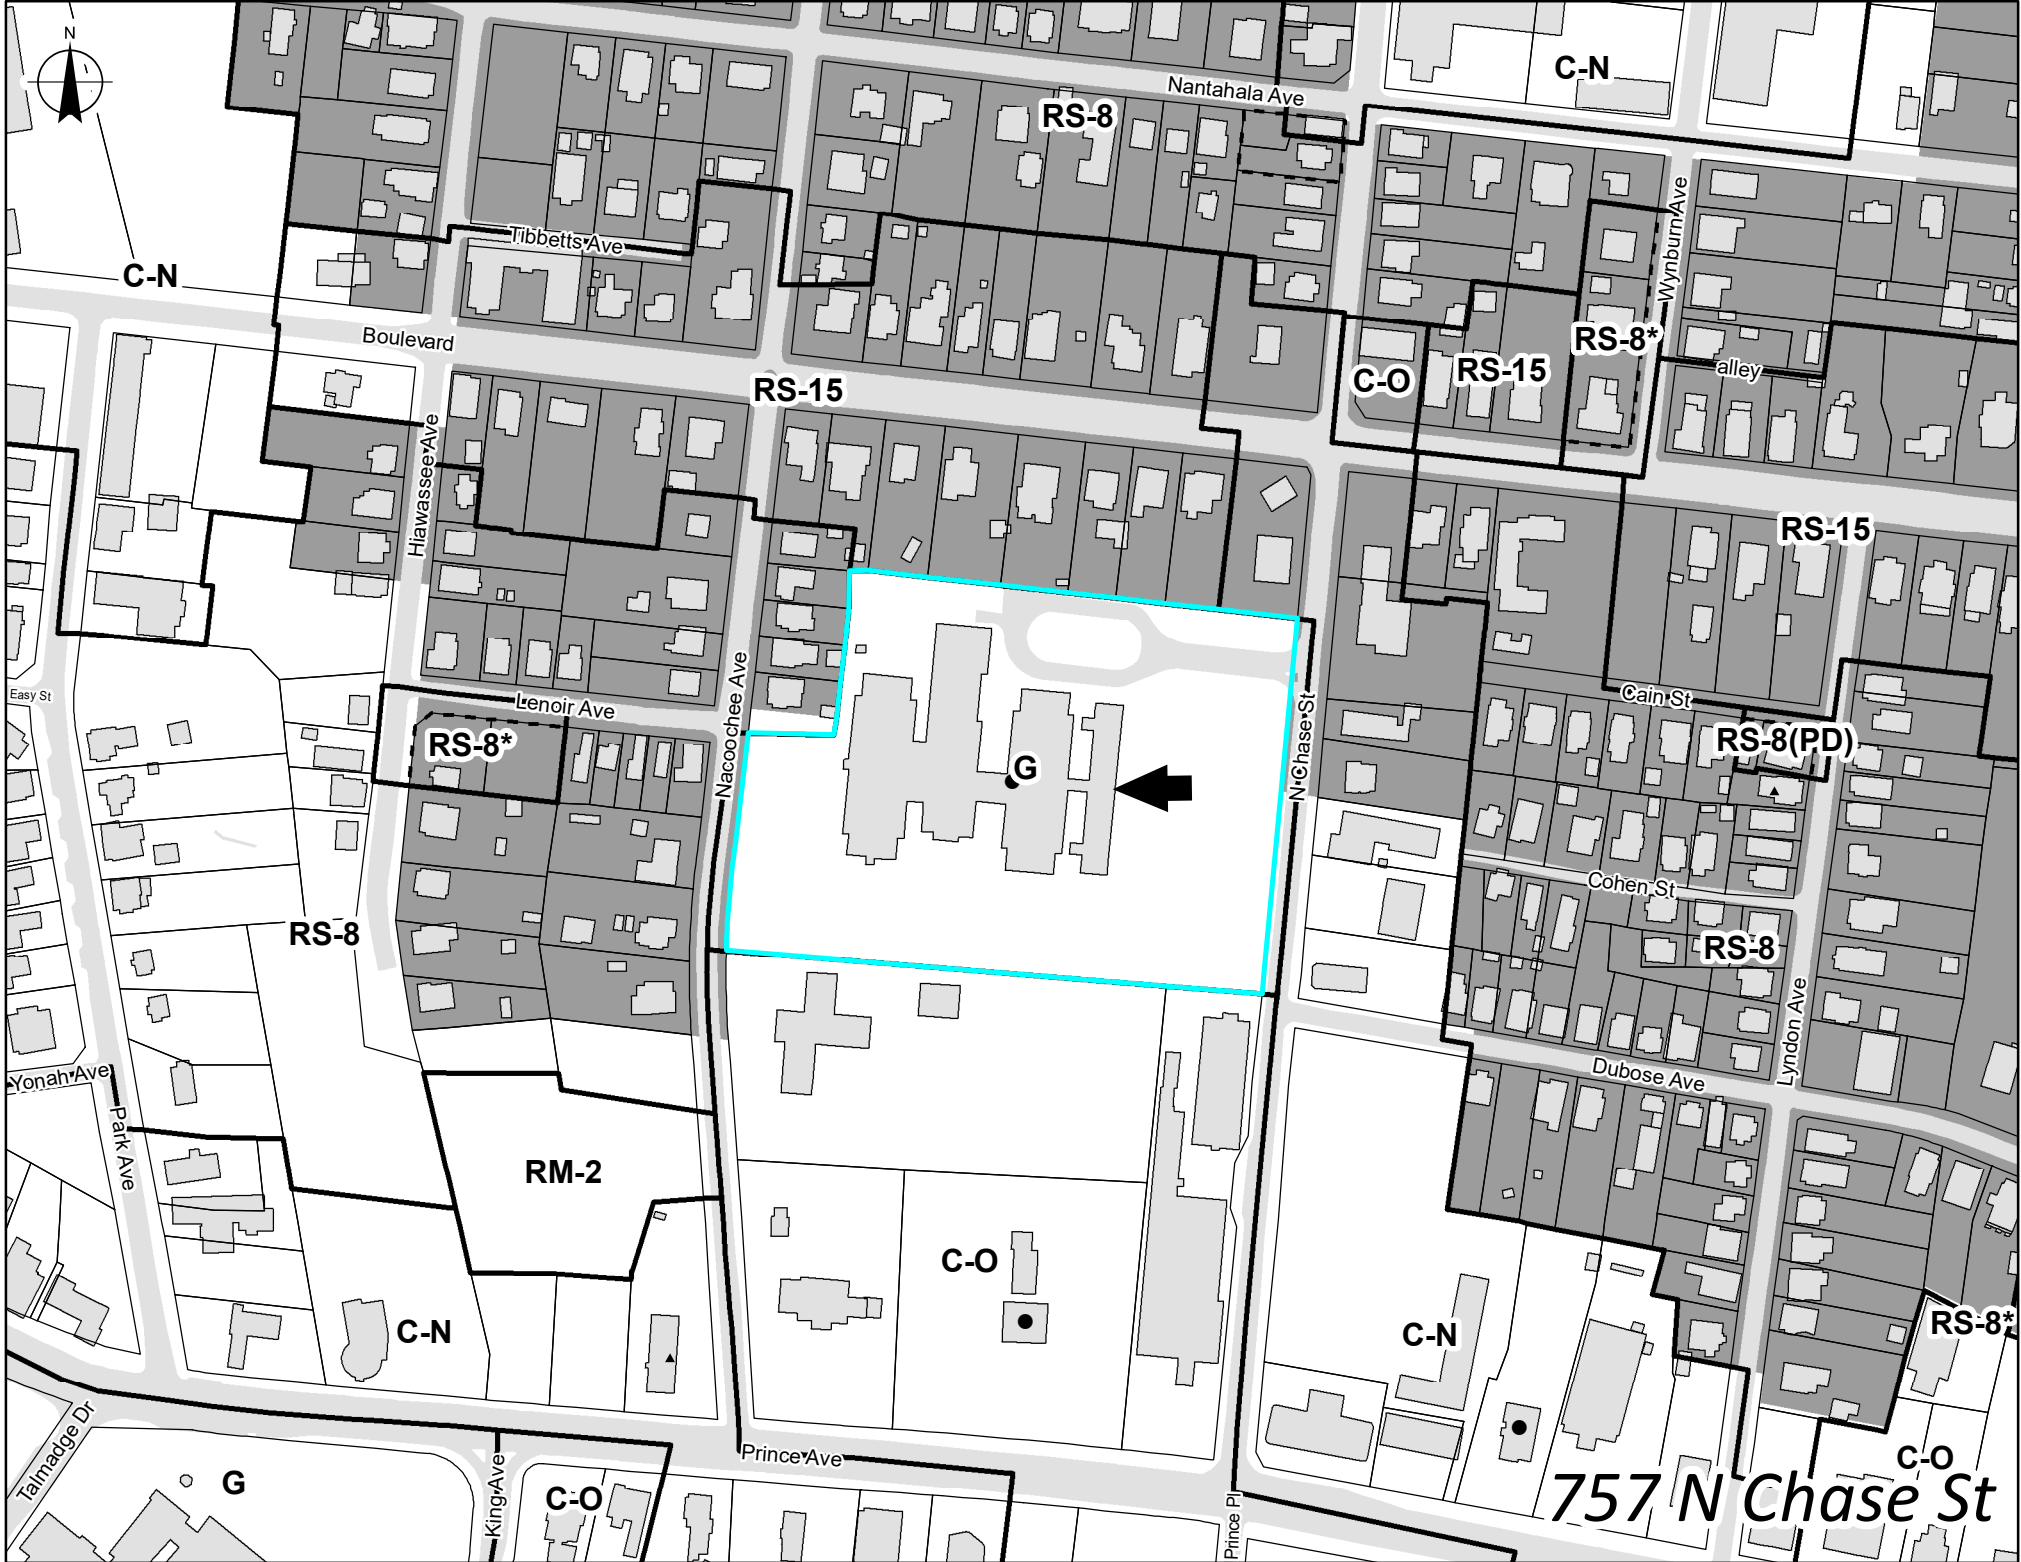 N
C-N
Nantahala Ave
RS-8
Wynburn Ave
Tibbetts Ave
C-N
Boulevard
RS-8*
alley
RS-15
C-O
RS-15
Hiawassee Ave
RS-15
Easy St
Lenoir Ave
Nacoochee Ave
N Chase St
Cain St
RS-8*
RS-8(PD)
G
Cohen St
RS-8
RS-8
Lyndon Ave
Yonah Ave
Dubose Ave
Park Ave
RM-2
C-O
C-N
C-N
RS-8*
Talmadge Dr
Prince Ave
G
King Ave
C-O
Prince Pl
C-O
757 N Chase St